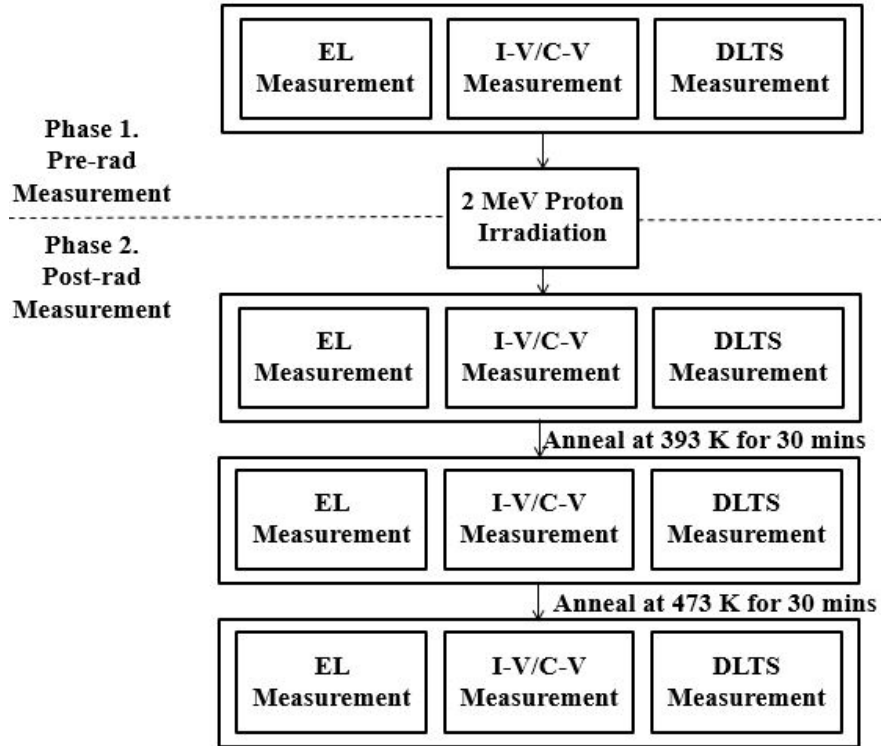 EL
Measurement
I-V/C-V
Measurement
DLTS
Measurement
Phase 1.
Pre-rad
Measurement
2 MeV Proton
Irradiation
Phase 2.
Post-rad
Measurement
EL
Measurement
I-V/C-V
Measurement
DLTS
Measurement
Anneal at 393 K for 30 mins
EL
Measurement
I-V/C-V
Measurement
DLTS
Measurement
Anneal at 473 K for 30 mins
EL
Measurement
I-V/C-V
Measurement
DLTS
Measurement